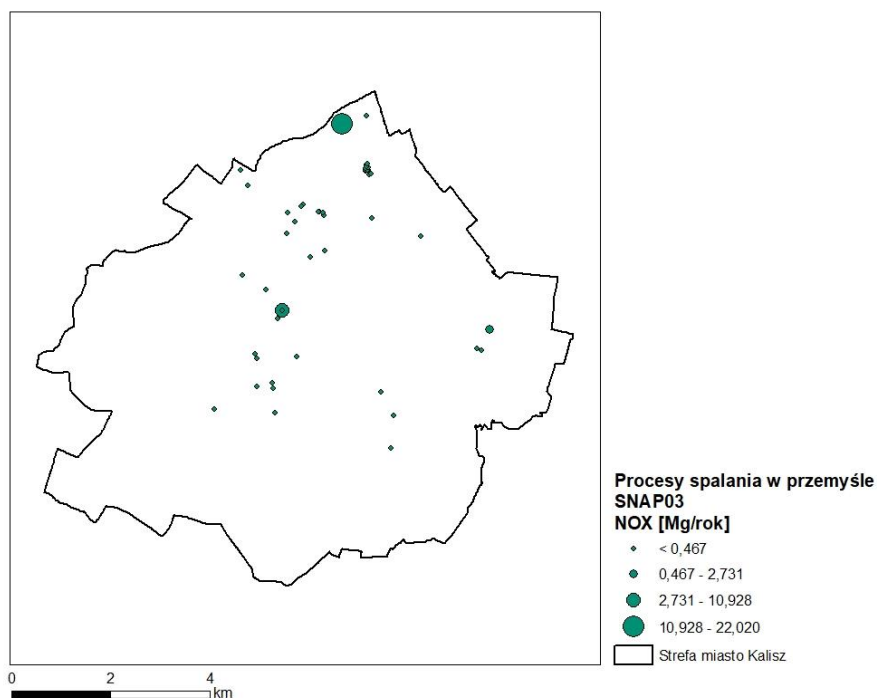 Procesy spalania w przemyśle
SNAP03
NOX [Mg/rok]
< 0,467
0,467 - 2,731
2,731 - 10,928
10,928 - 22,020
Strefa miasto Kalisz
0 2 4
km